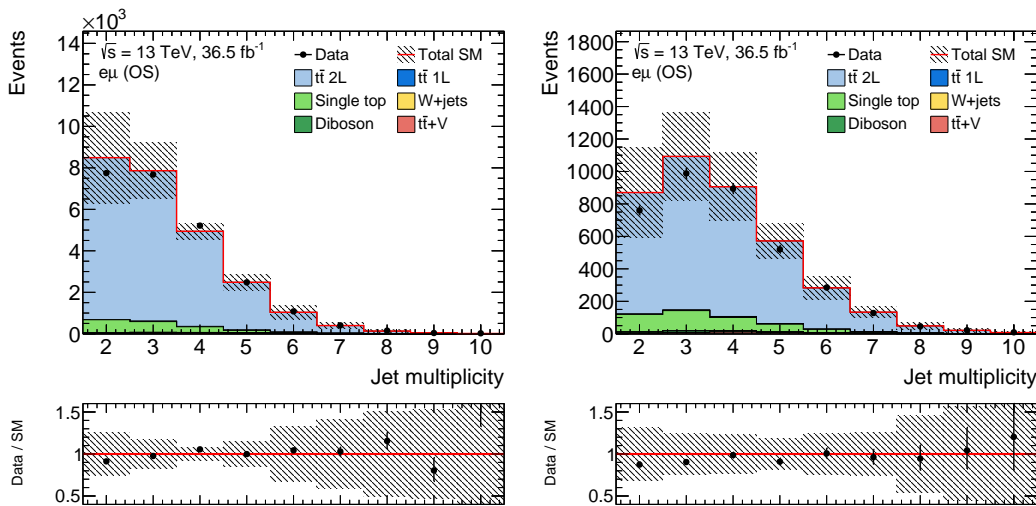 ×10³
Events
14
12
10
8
6
4
2
0
√s = 13 TeV, 36.5 fb⁻¹
eμ (OS)
Data
Total SM
tt̄ 2L
tt̄ 1L
Single top
W+jets
Diboson
tt̄+V
2 3 4 5 6 7 8 9 10
Jet multiplicity
Data / SM
1.5
1
0.5
Events
1800
1600
1400
1200
1000
800
600
400
200
0
√s = 13 TeV, 36.5 fb⁻¹
eμ (OS)
Data
Total SM
tt̄ 2L
tt̄ 1L
Single top
W+jets
Diboson
tt̄+V
2 3 4 5 6 7 8 9 10
Jet multiplicity
Data / SM
1.5
1
0.5